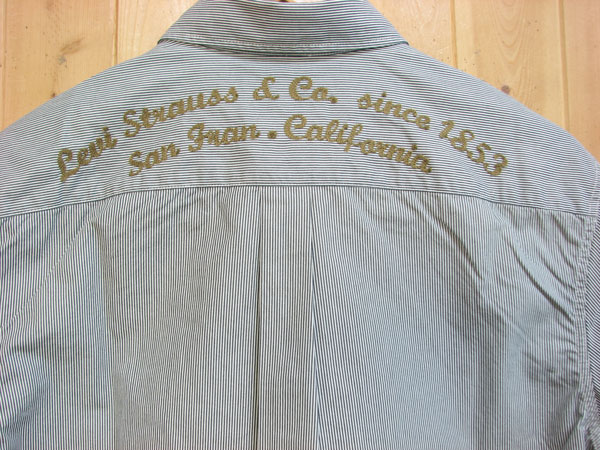 Levi Strauss & Co. since 1853
San Fran. California